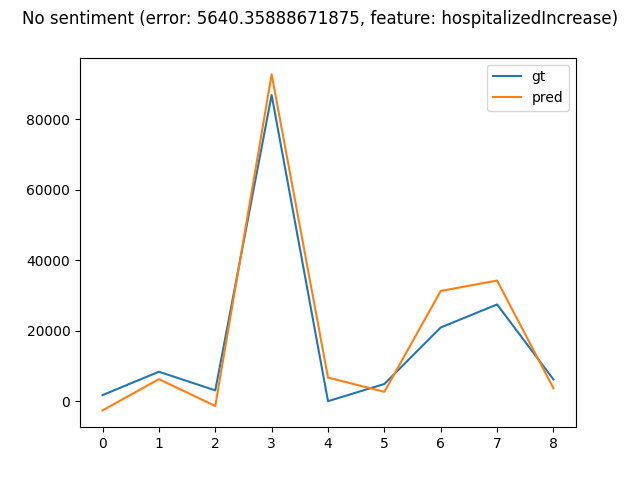 No sentiment (error: 5640.35888671875, feature: hospitalizedIncrease)
gt
pred
80000
60000
40000
20000
0
0 1 2 3 4 5 6 7 8